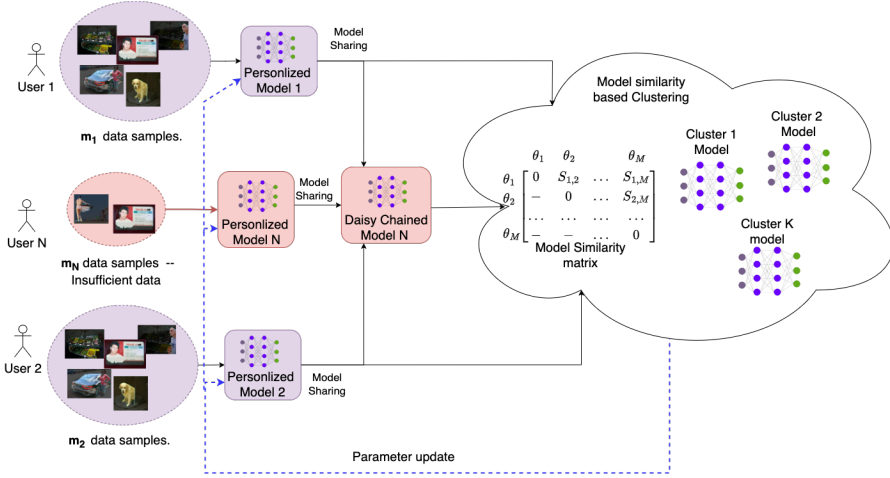 Model
Sharing
Personlized
Model 1
User 1
m1 data samples.
Model similarity
based Clustering
Cluster 1
Model
Cluster 2
Model
θ1 θ2 θM
θ1 0 S1,2 ... S1,M
θ2 − 0 ... S2,M
... ... ... ...
θM − − ... 0
Model Similarity
matrix
Cluster K
model
Model
Sharing
Personlized
Model N
Daisy Chained
Model N
User N
mN data samples --
Insufficient data
User 2
Personlized
Model 2
Model
Sharing
m2 data samples.
Parameter update